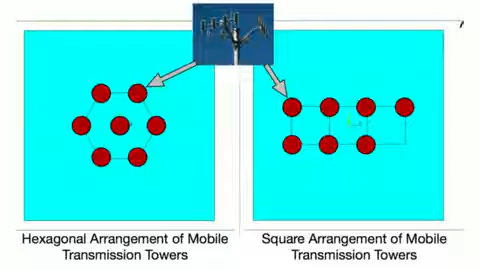 Hexagonal Arrangement of Mobile
Transmission Towers
Square Arrangement of Mobile
Transmission Towers